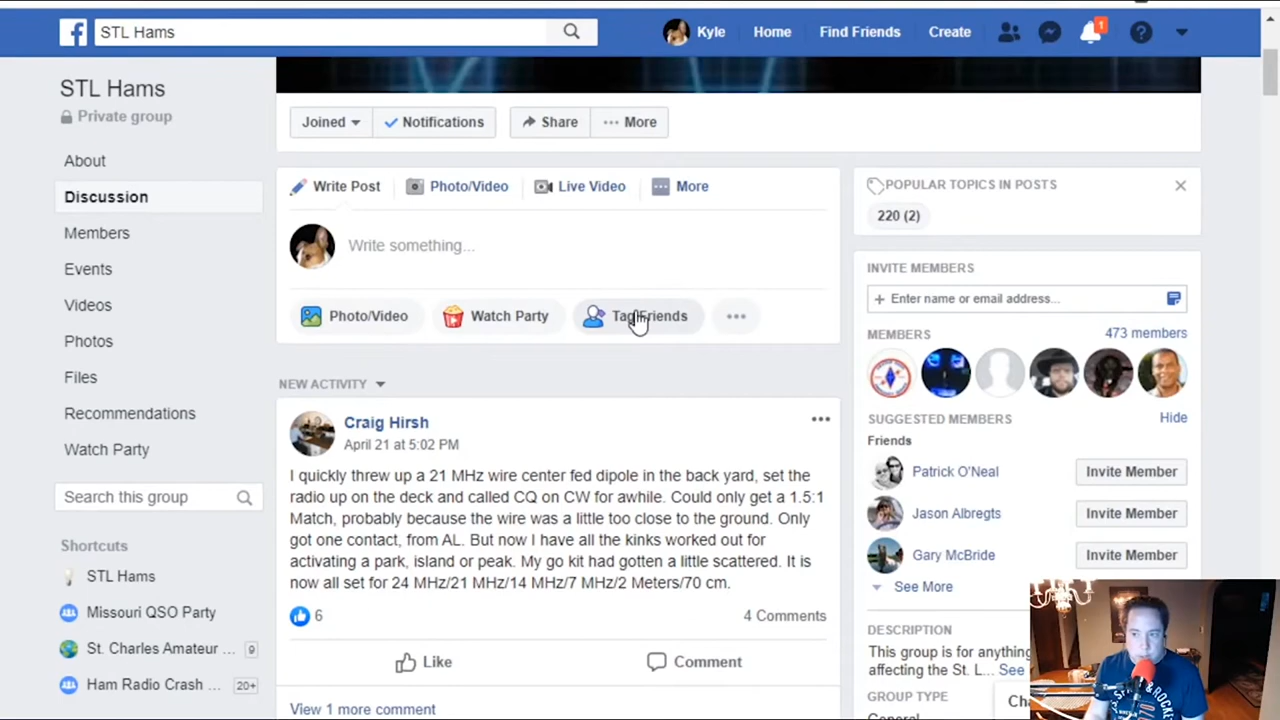 STL Hams
Kyle
Home
Find Friends
Create
1
STL Hams
Private group
About
Discussion
Members
Events
Videos
Photos
Files
Recommendations
Watch Party
Search this group
Shortcuts
STL Hams
Missouri QSO Party
St. Charles Amateur ... 9
Ham Radio Crash ... 20+
Joined
Notifications
Share
More
Write Post
Photo/Video
Live Video
More
Write something...
Photo/Video
Watch Party
Tag Friends
NEW ACTIVITY
Craig Hirsh
April 21 at 5:02 PM
I quickly threw up a 21 MHz wire center fed dipole in the back yard, set the
radio up on the deck and called CQ on CW for awhile. Could only get a 1.5:1
Match, probably because the wire was a little too close to the ground. Only
got one contact, from AL. But now I have all the kinks worked out for
activating a park, island or peak. My go kit had gotten a little scattered. It is
now all set for 24 MHz/21 MHz/14 MHz/7 MHz/2 Meters/70 cm.
6
4 Comments
Like
Comment
View 1 more comment
POPULAR TOPICS IN POSTS
220 (2)
INVITE MEMBERS
+ Enter name or email address...
MEMBERS
473 members
SUGGESTED MEMBERS
Hide
Friends
Patrick O'Neal
Invite Member
Jason Albregts
Invite Member
Gary McBride
Invite Member
See More
DESCRIPTION
This group is for anything
affecting the St. L... See
GROUP TYPE
General